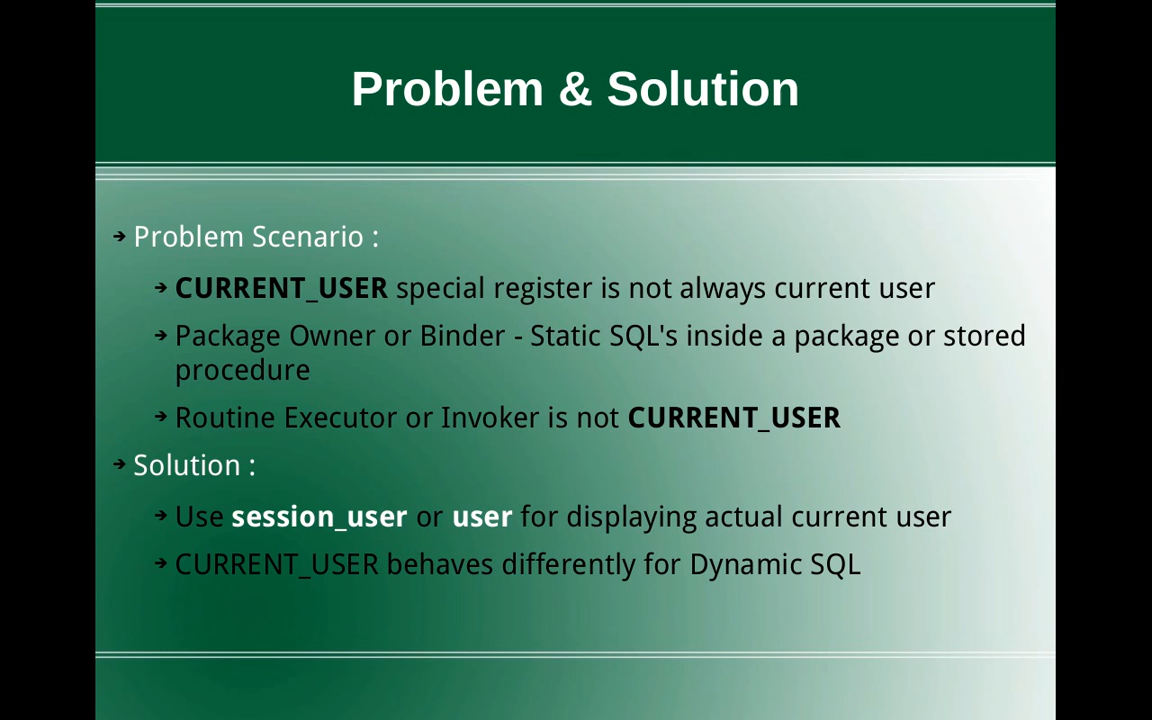 Problem & Solution
Problem Scenario :
CURRENT_USER special register is not always current user
Package Owner or Binder - Static SQL's inside a package or stored
procedure
Routine Executor or Invoker is not CURRENT_USER
Solution :
Use session_user or user for displaying actual current user
CURRENT_USER behaves differently for Dynamic SQL